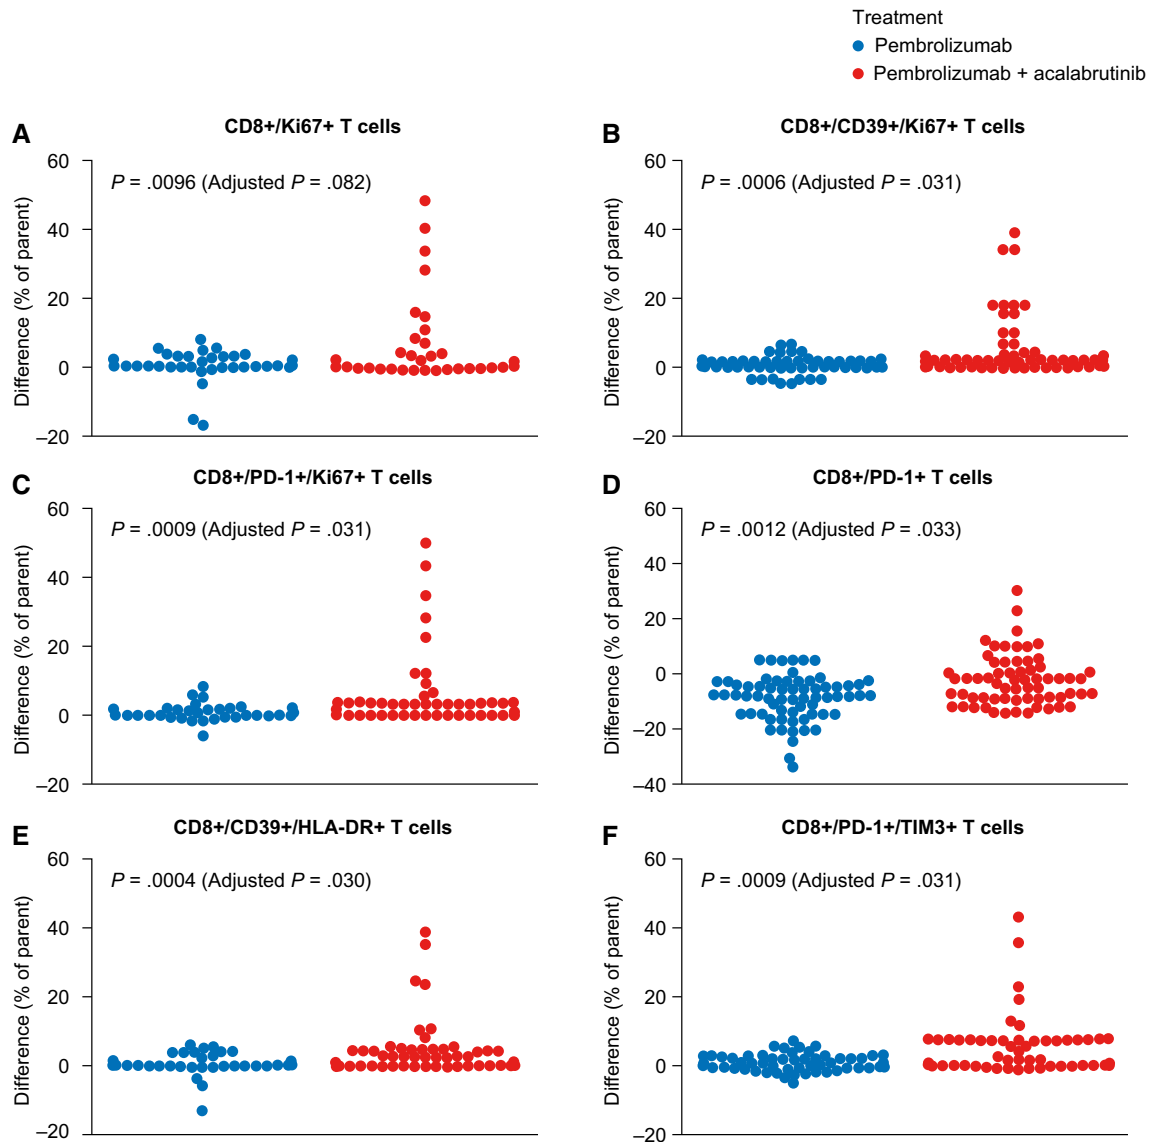 Treatment
Pembrolizumab
Pembrolizumab + acalabrutinib
A
CD8+/Ki67+ T cells
P = .0096 (Adjusted P = .082)
Difference (% of parent)
60
40
20
0
–20
B
CD8+/CD39+/Ki67+ T cells
P = .0006 (Adjusted P = .031)
Difference (% of parent)
60
40
20
0
–20
C
CD8+/PD-1+/Ki67+ T cells
P = .0009 (Adjusted P = .031)
Difference (% of parent)
60
40
20
0
–20
D
CD8+/PD-1+ T cells
P = .0012 (Adjusted P = .033)
Difference (% of parent)
60
40
20
0
–20
–40
E
CD8+/CD39+/HLA-DR+ T cells
P = .0004 (Adjusted P = .030)
Difference (% of parent)
60
40
20
0
–20
F
CD8+/PD-1+/TIM3+ T cells
P = .0009 (Adjusted P = .031)
Difference (% of parent)
60
40
20
0
–20